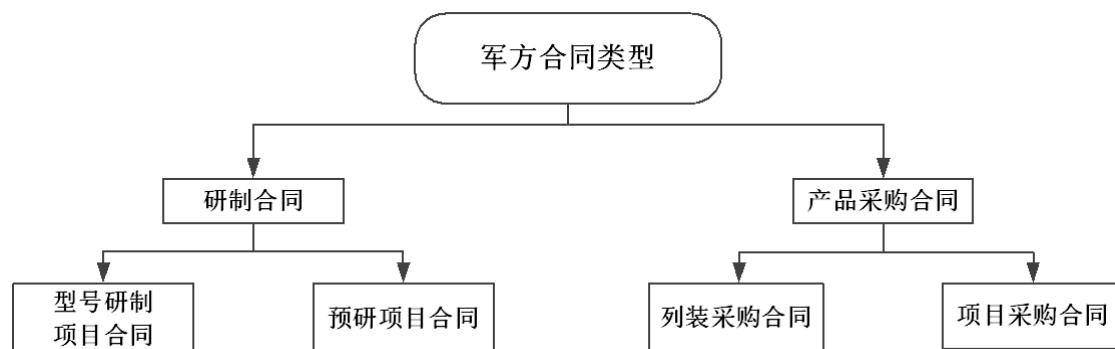 军方合同类型
研制合同
产品采购合同
型号研制
项目合同
预研项目合同
列装采购合同
项目采购合同